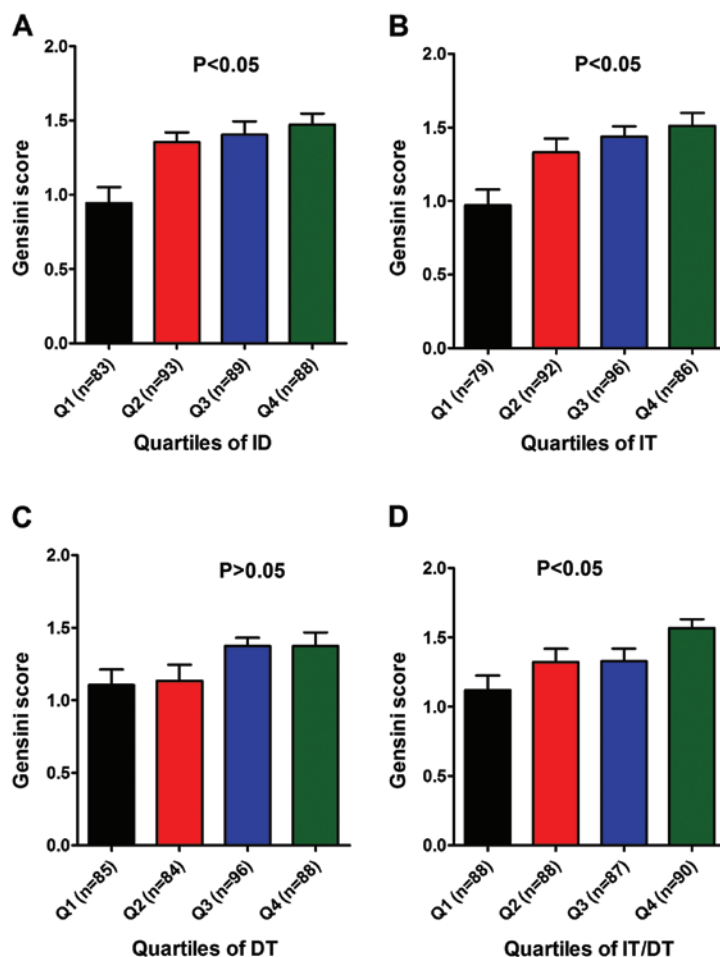 A
P<0.05
Gensini score
2.0
1.5
1.0
0.5
0.0
Q1 (n=83)
Q2 (n=93)
Q3 (n=89)
Q4 (n=88)
Quartiles of ID
B
P<0.05
Gensini score
2.0
1.5
1.0
0.5
0.0
Q1 (n=79)
Q2 (n=92)
Q3 (n=96)
Q4 (n=86)
Quartiles of IT
C
P>0.05
Gensini score
2.0
1.5
1.0
0.5
0.0
Q1 (n=85)
Q2 (n=84)
Q3 (n=96)
Q4 (n=88)
Quartiles of DT
D
P<0.05
Gensini score
2.0
1.5
1.0
0.5
0.0
Q1 (n=88)
Q2 (n=88)
Q3 (n=87)
Q4 (n=90)
Quartiles of IT/DT